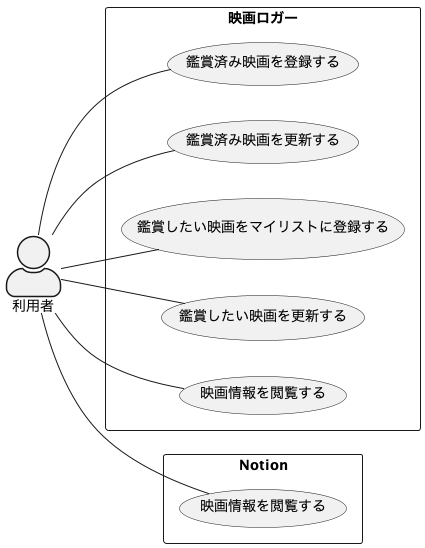 映画ロガー
鑑賞済み映画を登録する
鑑賞済み映画を更新する
鑑賞したい映画をマイリストに登録する
利用者
鑑賞したい映画を更新する
映画情報を閲覧する
Notion
映画情報を閲覧する